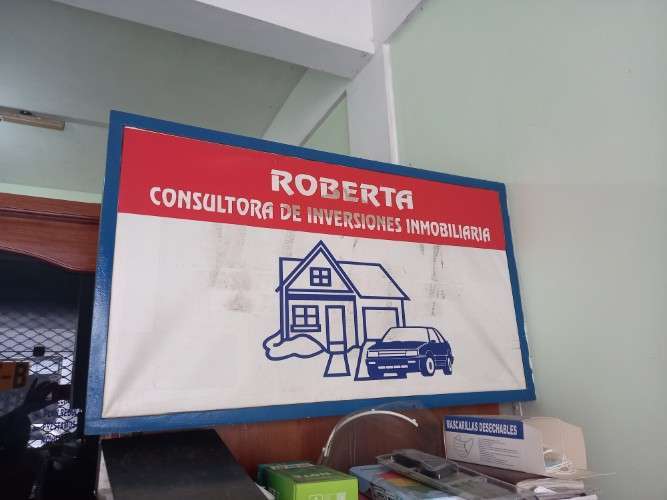 ROBERTA
CONSULTORA DE INVERSIONES INMOBILIARIA
MASCARILLAS DESECHABLES